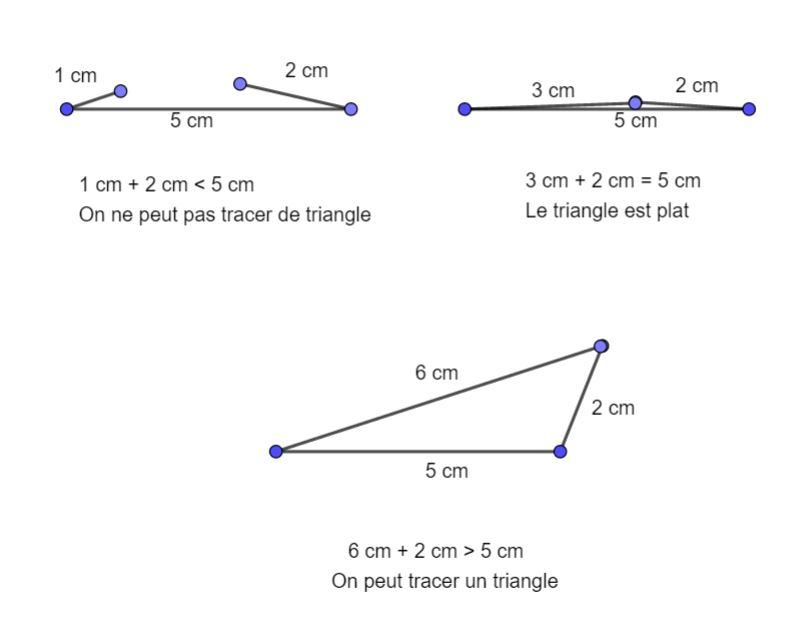 1 cm
2 cm
5 cm
1 cm + 2 cm < 5 cm
On ne peut pas tracer de triangle
3 cm
2 cm
5 cm
3 cm + 2 cm = 5 cm
Le triangle est plat
6 cm
2 cm
5 cm
6 cm + 2 cm > 5 cm
On peut tracer un triangle